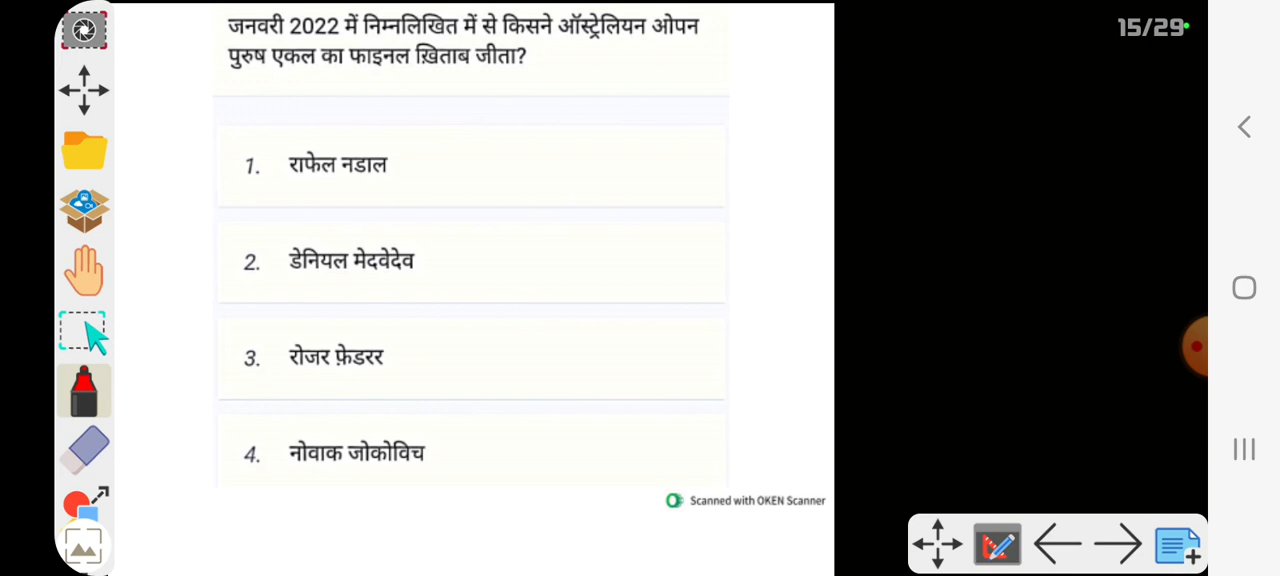 15/29
जनवरी 2022 में निम्नलिखित में से किसने ऑस्ट्रेलियन ओपन
पुरुष एकल का फाइनल ख़िताब जीता?
1. राफेल नडाल
2. डेनियल मेदवेदेव
3. रोजर फ़ेडरर
4. नोवाक जोकोविच
Scanned with OKEN Scanner